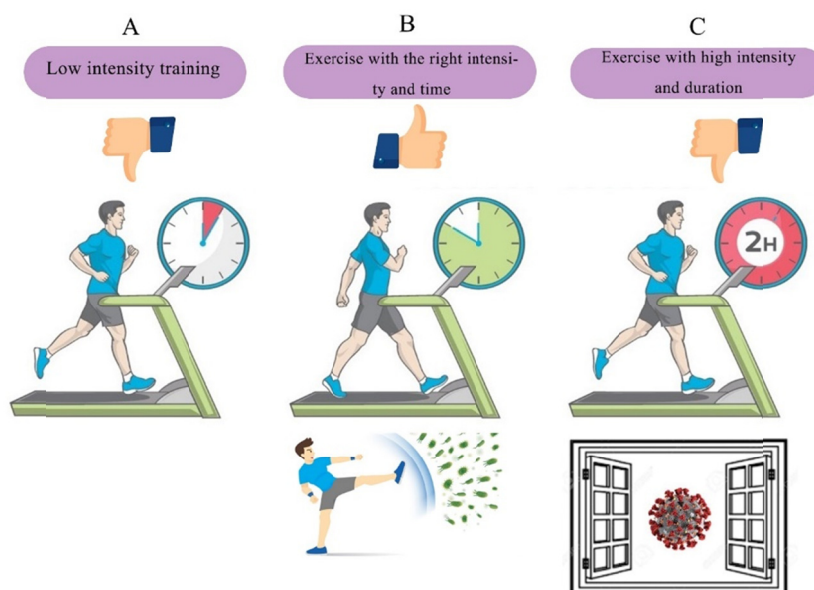 A
B
C
Low intensity training
Exercise with the right intensi-
ty and time
Exercise with high intensity
and duration
2H